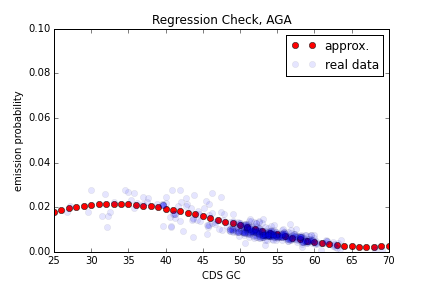 Regression Check, AGA
approx.
real data
emission probability
0.10
0.08
0.06
0.04
0.02
0.00
25 30 35 40 45 50 55 60 65 70
CDS GC